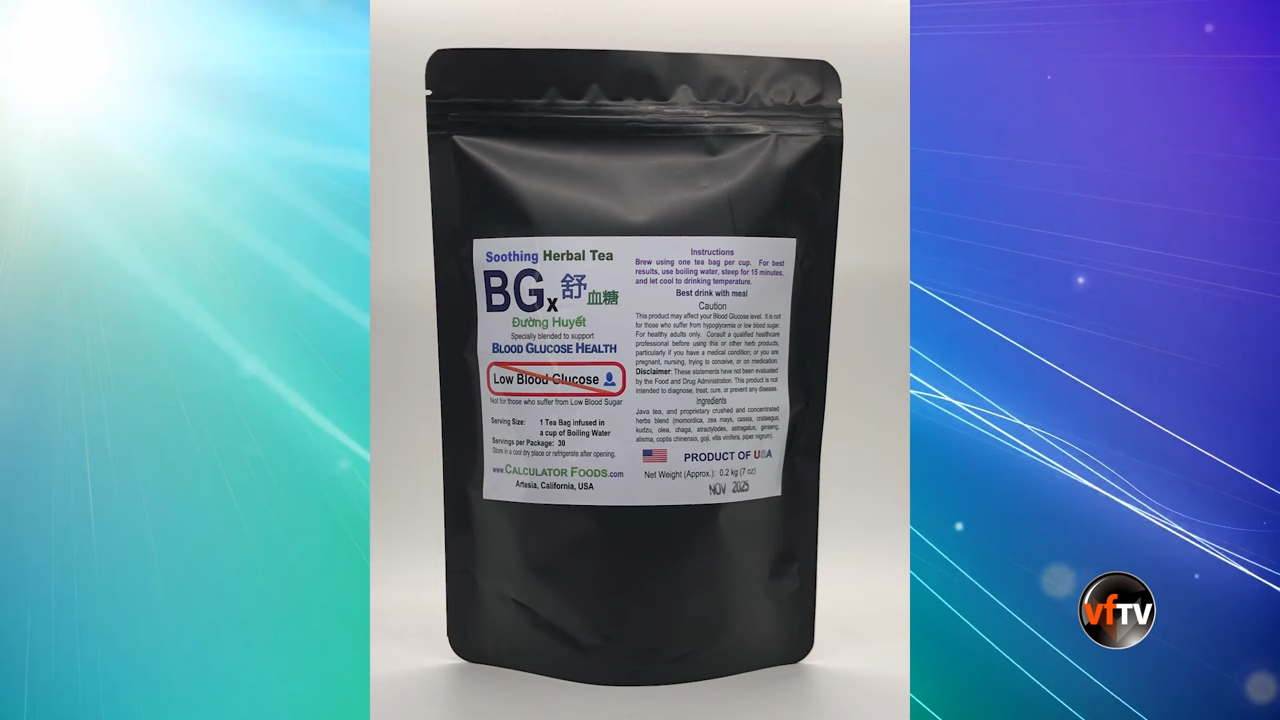 Soothing Herbal Tea
BGx 舒
血糖
Đường Huyết
Specially blended to support
BLOOD GLUCOSE HEALTH
Low Blood Glucose
Not for those who suffer from Low Blood Sugar
Serving Size: 1 Tea Bag infused in
a cup of Boiling Water
Servings per Package: 30
Store in a cool dry place or refrigerate after opening.
www.CALCULATOR FOODS.com
Artesia, California, USA
Instructions
Brew using one tea bag per cup. For best
results, use boiling water, steep for 15 minutes,
and let cool to drinking temperature.
Best drink with meal
Caution
This product may affect your Blood Glucose level. It is not
for those who suffer from hypoglycemia or low blood sugar.
For healthy adults only. Consult a qualified healthcare
professional before using this or other herb products,
particularly if you have a medical condition; or you are
pregnant, nursing, trying to conceive, or on medication.
Disclaimer: These statements have not been evaluated
by the Food and Drug Administration. This product is not
intended to diagnose, treat, cure, or prevent any disease.
Ingredients
Java tea, and proprietary crushed and concentrated
herbs blend (momordica, zea mays, cassia, crataegus,
kudzu, olea, chaga, atractylodes, astragalus, ginseng,
alisma, coptis chinensis, goji, vitis vinifera, piper nigrum).
PRODUCT OF USA
Net Weight (Approx.): 0.2 kg (7 oz)
NOV 2025
vfTV